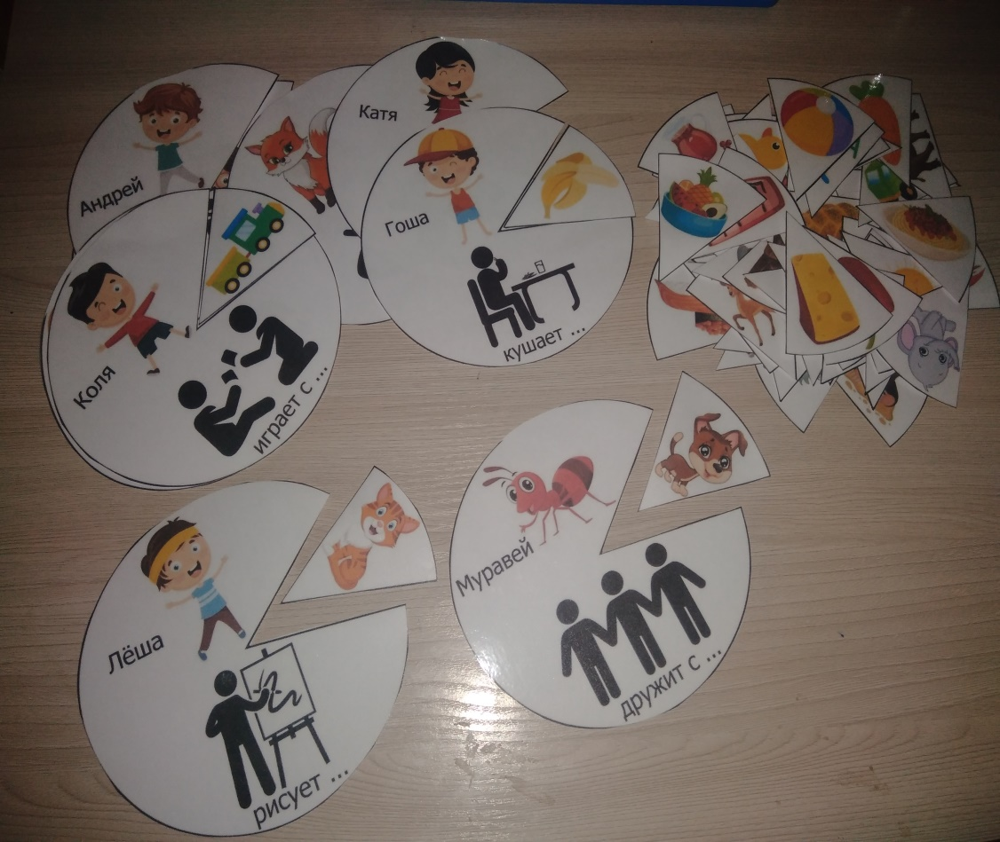 Андрей
Катя
Гоша
кушает ...
Коля
играет с ...
Муравей
дружит с ...
Лёша
рисует ...